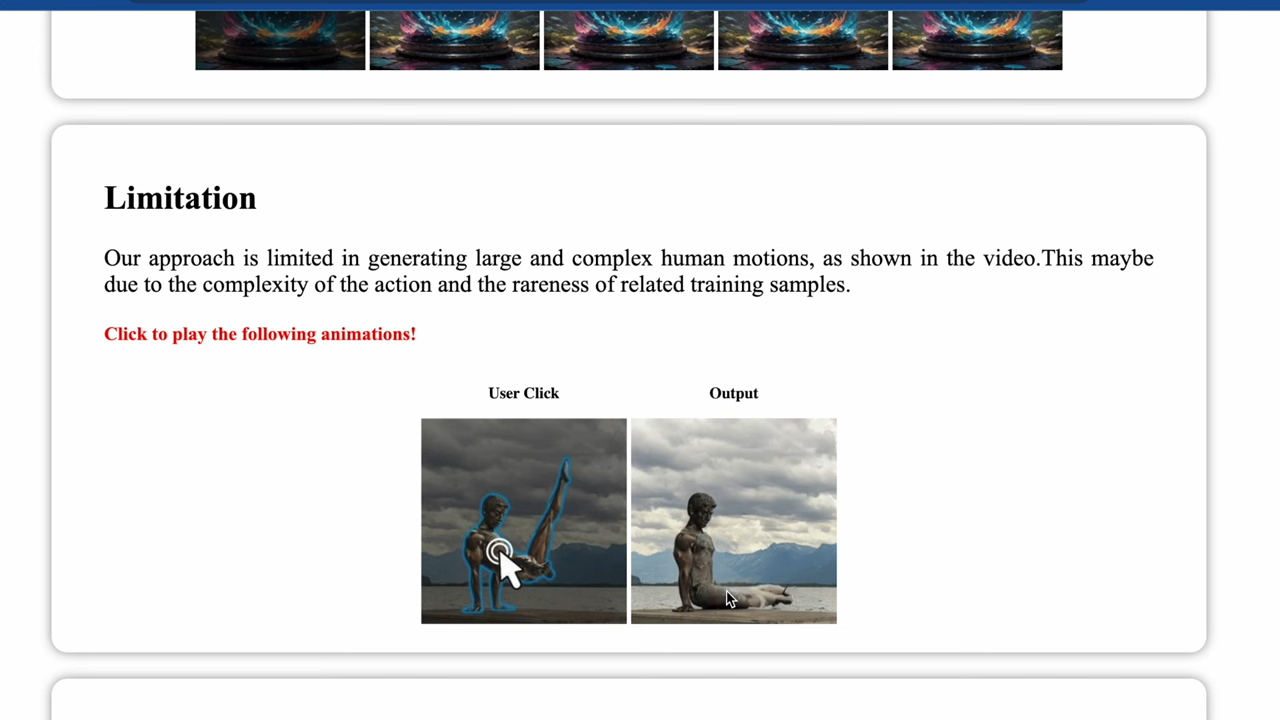 Limitation
Our approach is limited in generating large and complex human motions, as shown in the video.This maybe
due to the complexity of the action and the rareness of related training samples.
Click to play the following animations!
User Click
Output